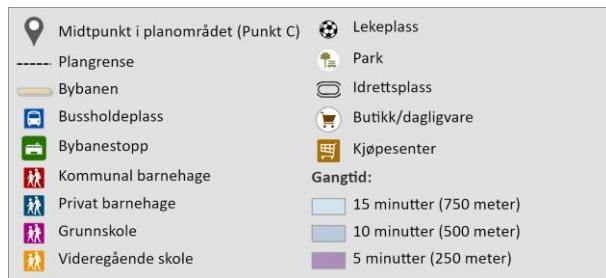 Midtpunkt i planområdet (Punkt C)
Plangrense
Bybanen
Bussholdeplass
Bybanestopp
Kommunal barnehage
Privat barnehage
Grunnskole
Videregående skole
Lekeplass
Park
Idrettsplass
Butikk/dagligvare
Kjøpesenter
Gangtid:
15 minutter (750 meter)
10 minutter (500 meter)
5 minutter (250 meter)